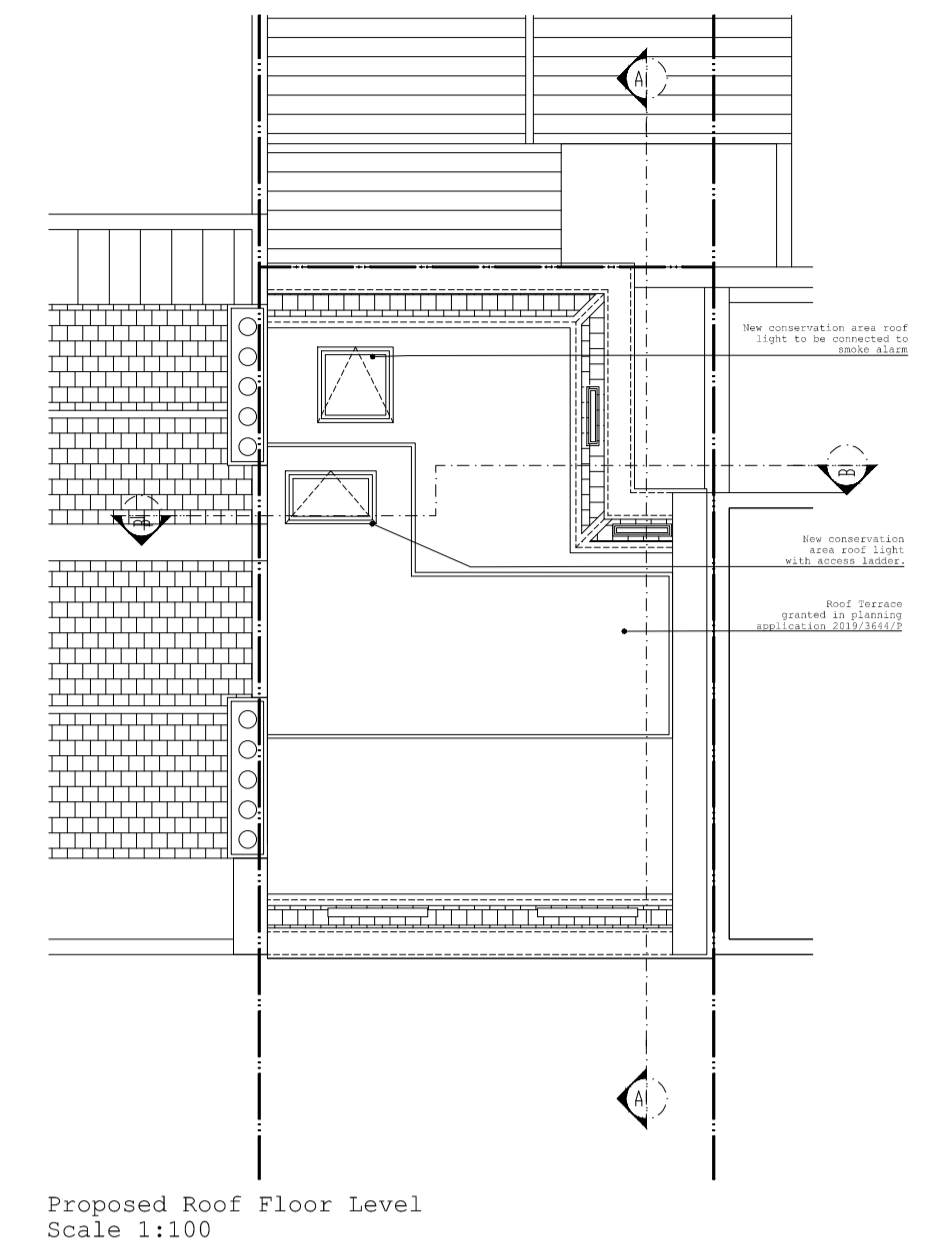 A
New conservation area roof
light to be connected to
smoke alarm
B
B
New conservation
area roof light
with access ladder.
Roof Terrace
granted in planning
application 2019/3644/P
A
Proposed Roof Floor Level
Scale 1:100